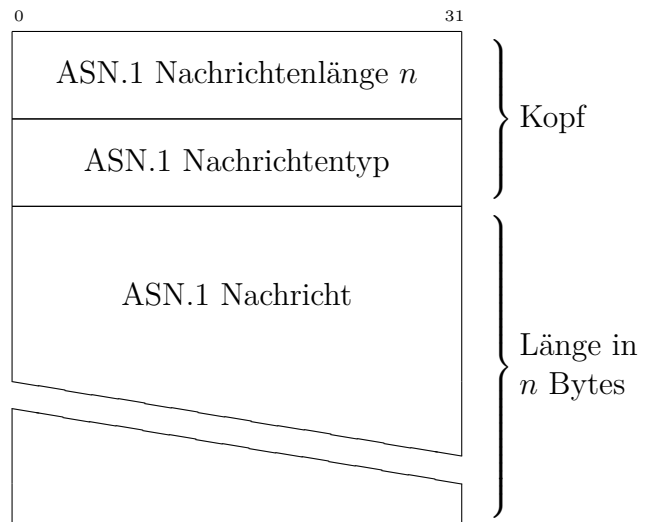 0 31
ASN.1 Nachrichtenlänge n
Kopf
ASN.1 Nachrichtentyp
ASN.1 Nachricht
Länge in
n Bytes